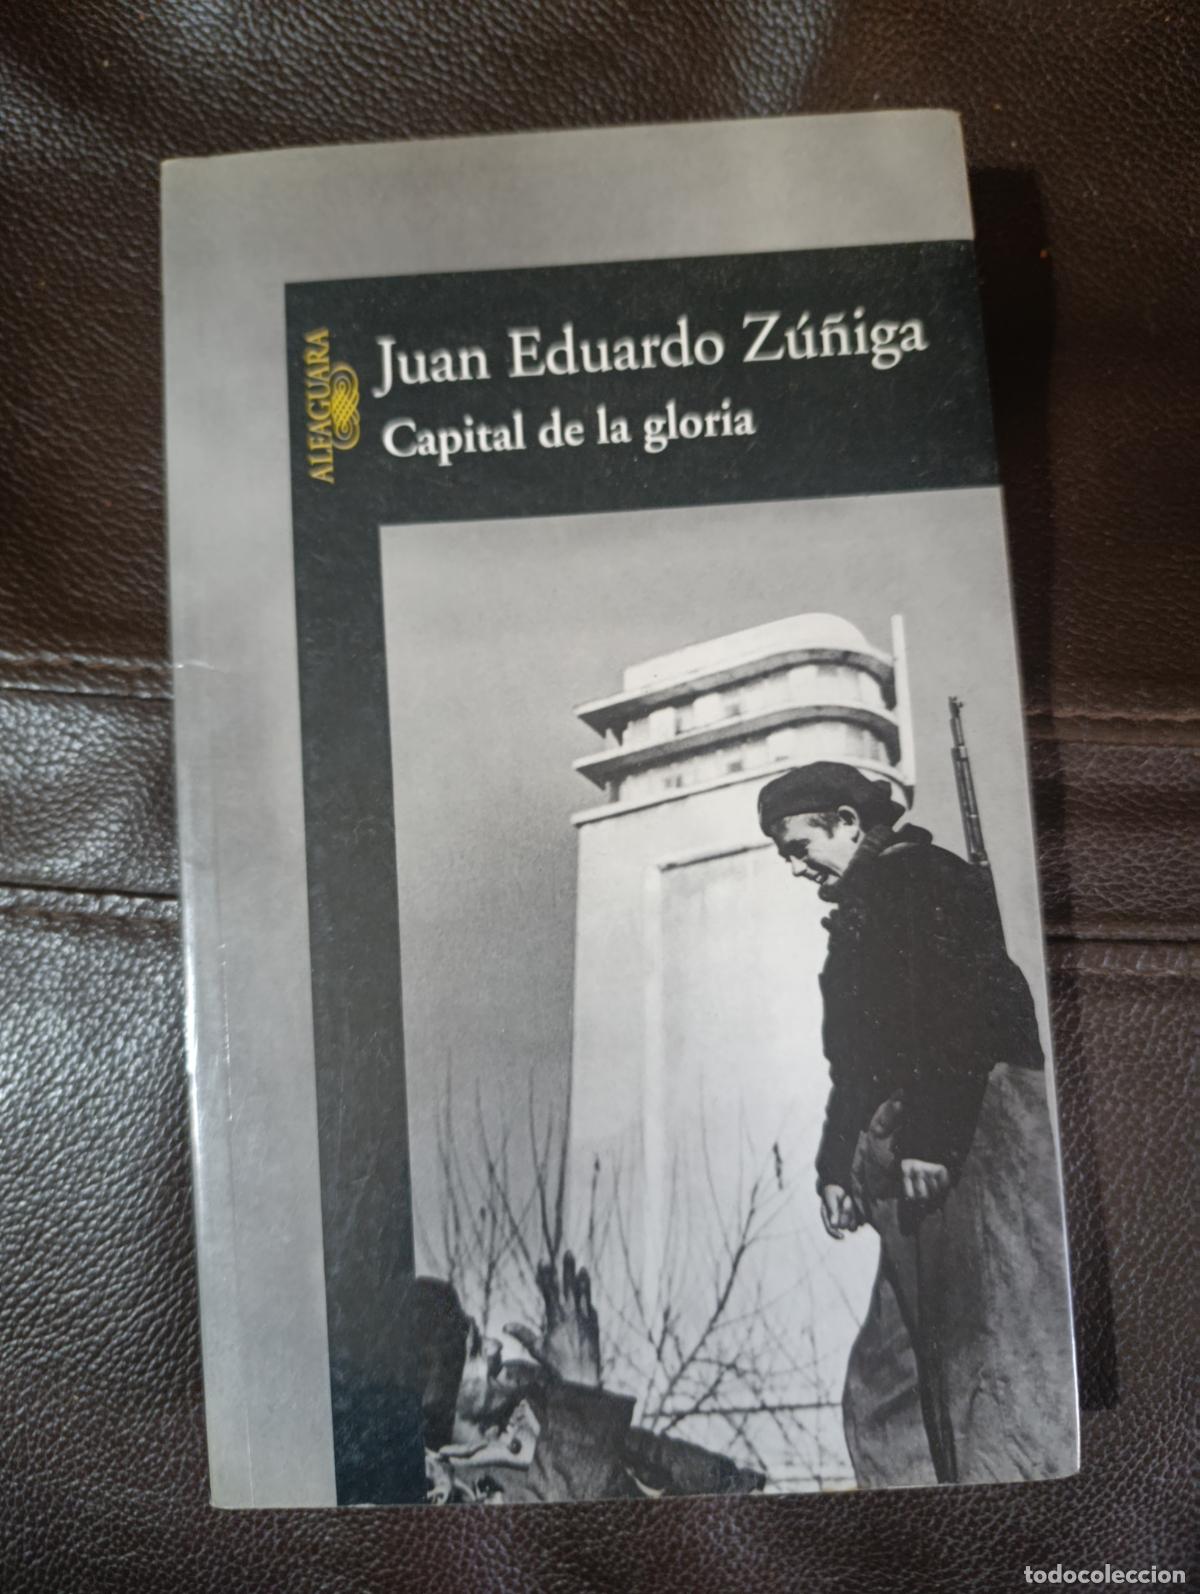 Juan Eduardo Zúñiga
Capital de la gloria
ALFAGUARA
todocoleccion